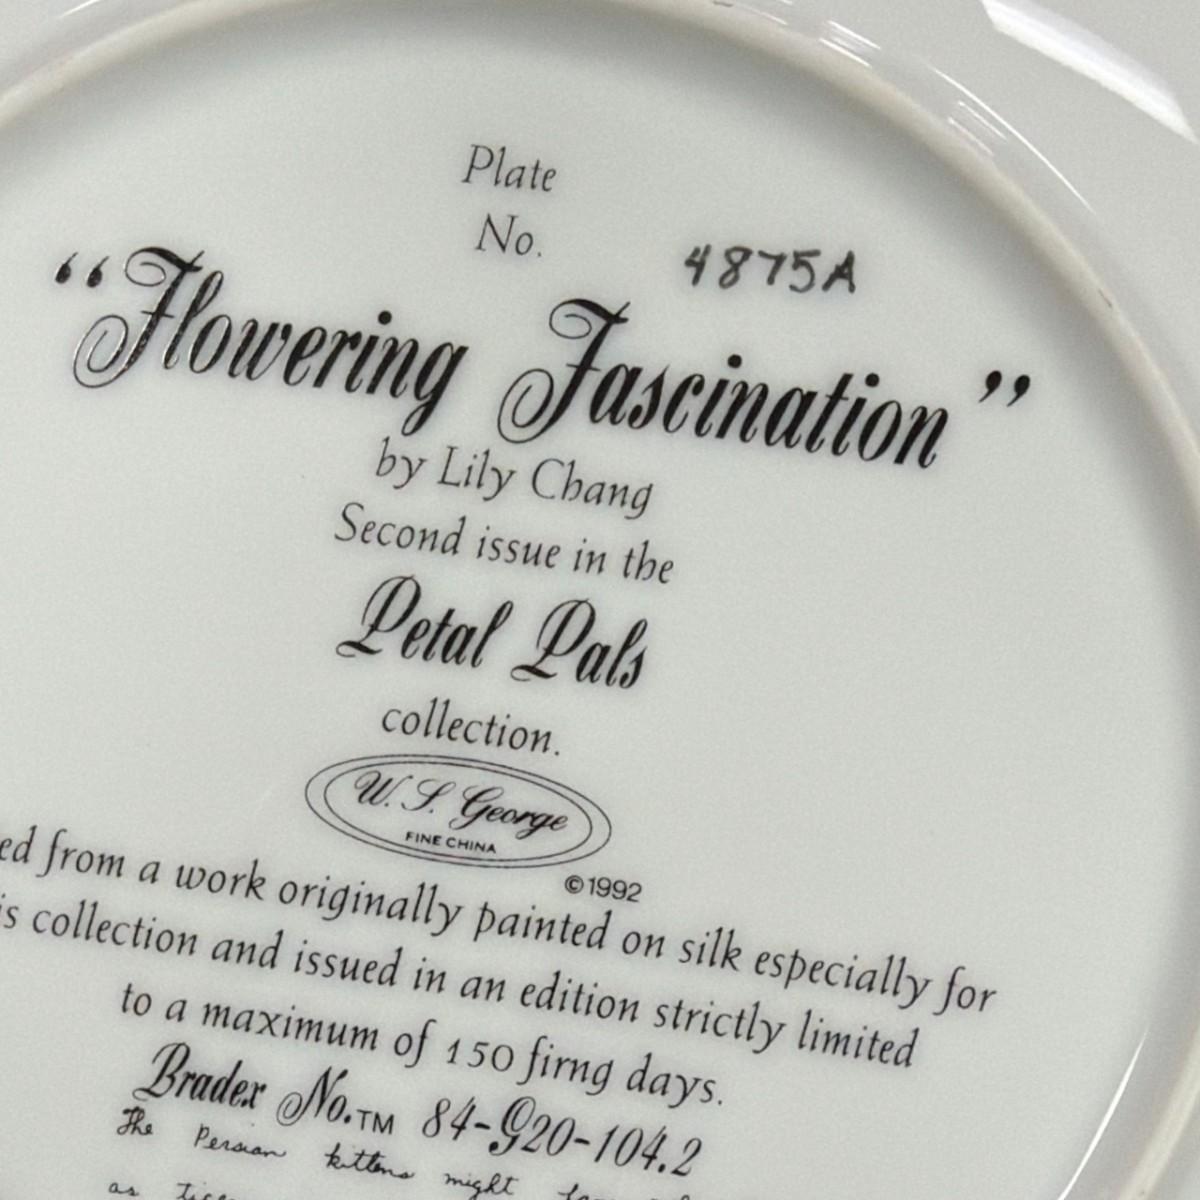 Plate
No. 4875A
“Flowering Fascination”
by Lily Chang
Second issue in the
Petal Pals
collection.
W. S. George
FINE CHINA
©1992
ed from a work originally painted on silk especially for
is collection and issued in an edition strictly limited
to a maximum of 150 firng days.
Bradex No.™ 84-G20-104.2
The Persian kittens might
as